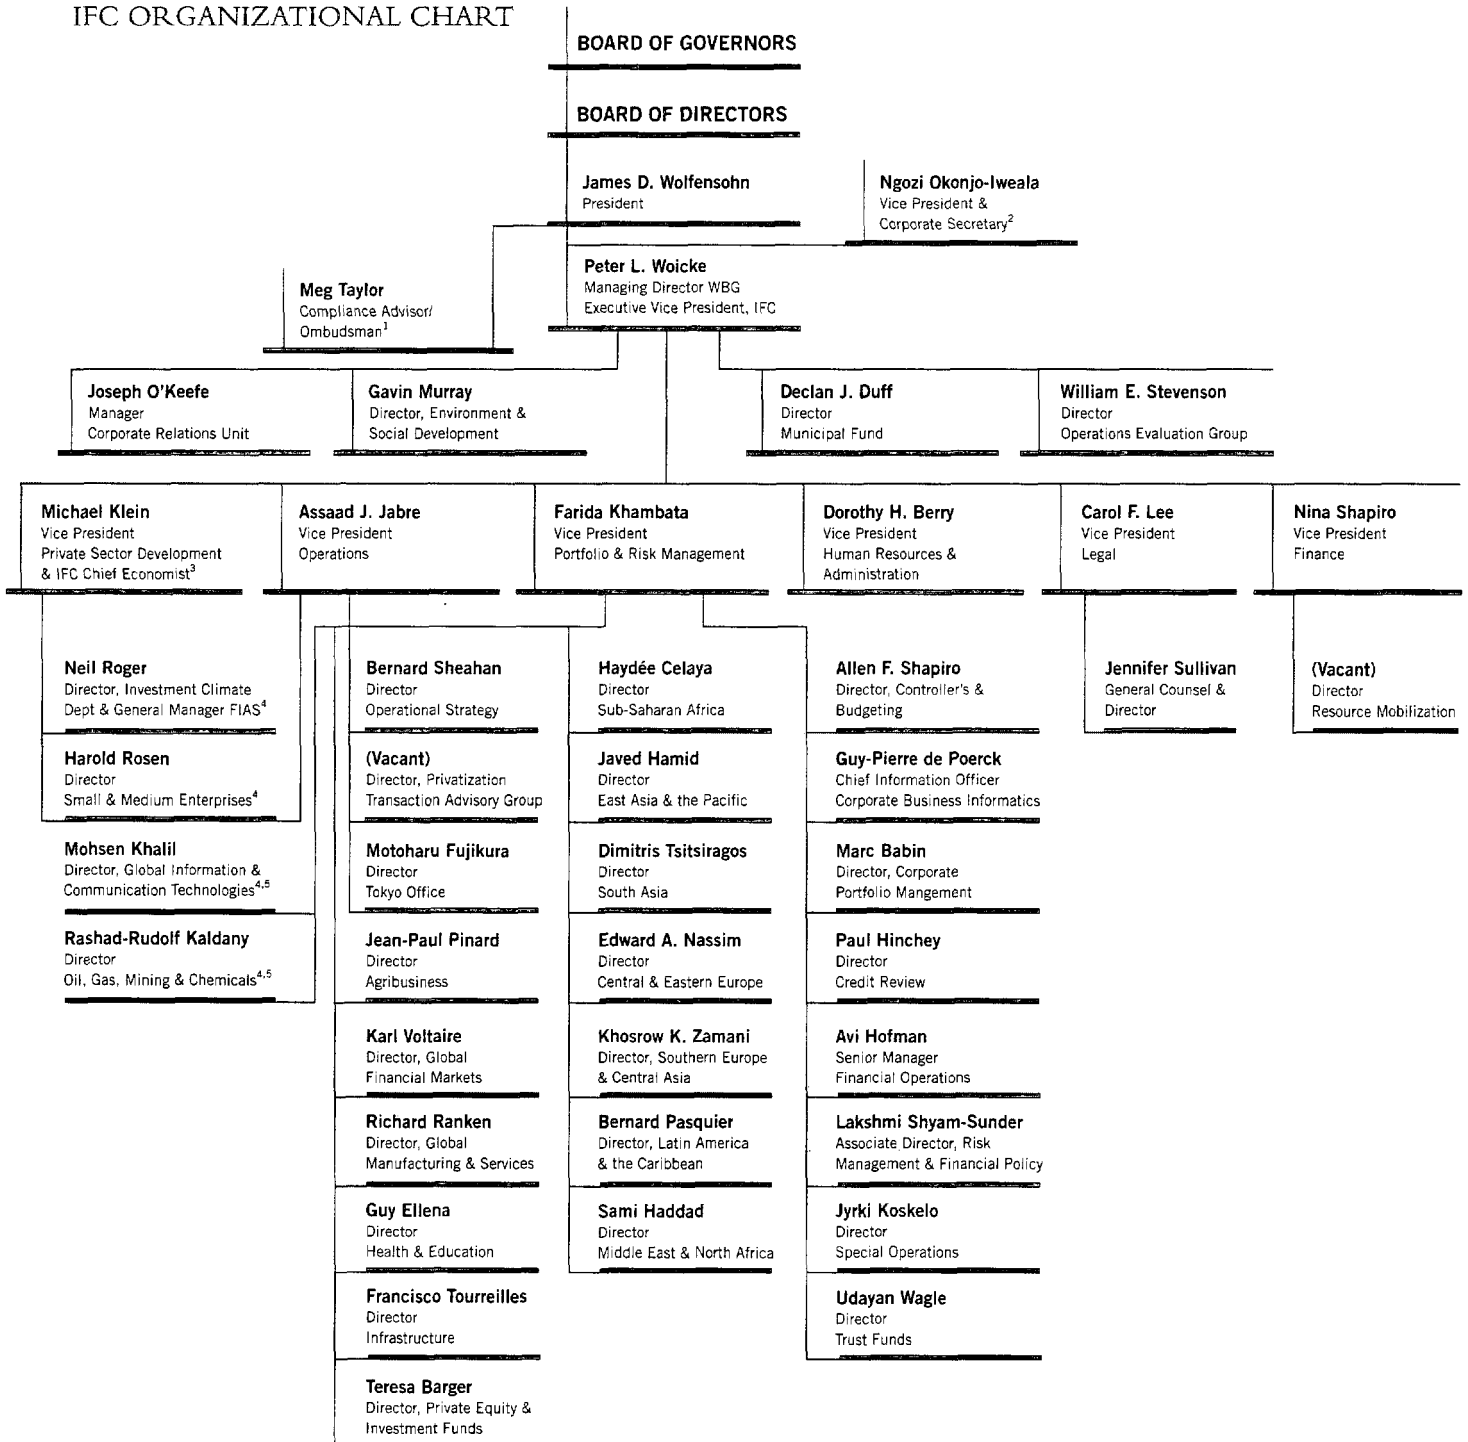 IFC ORGANIZATIONAL CHART
BOARD OF GOVERNORS
BOARD OF DIRECTORS
James D. Wolfensohn
President
Ngozi Okonjo-Iweala
Vice President &
Corporate Secretary²
Peter L. Woicke
Managing Director WBG
Executive Vice President, IFC
Meg Taylor
Compliance Advisor/
Ombudsman¹
Joseph O'Keefe
Manager
Corporate Relations Unit
Gavin Murray
Director, Environment &
Social Development
Declan J. Duff
Director
Municipal Fund
William E. Stevenson
Director
Operations Evaluation Group
Michael Klein
Vice President
Private Sector Development
& IFC Chief Economist³
Assaad J. Jabre
Vice President
Operations
Farida Khambata
Vice President
Portfolio & Risk Management
Dorothy H. Berry
Vice President
Human Resources &
Administration
Carol F. Lee
Vice President
Legal
Nina Shapiro
Vice President
Finance
Neil Roger
Director, Investment Climate
Dept & General Manager FIAS⁴
Harold Rosen
Director
Small & Medium Enterprises⁴
Mohsen Khalil
Director, Global Information &
Communication Technologies⁴,⁵
Rashad-Rudolf Kaldany
Director
Oil, Gas, Mining & Chemicals⁴,⁵
Bernard Sheahan
Director
Operational Strategy
(Vacant)
Director, Privatization
Transaction Advisory Group
Motoharu Fujikura
Director
Tokyo Office
Jean-Paul Pinard
Director
Agribusiness
Karl Voltaire
Director, Global
Financial Markets
Richard Ranken
Director, Global
Manufacturing & Services
Guy Ellena
Director
Health & Education
Francisco Tourreilles
Director
Infrastructure
Teresa Barger
Director, Private Equity &
Investment Funds
Haydée Celaya
Director
Sub-Saharan Africa
Javed Hamid
Director
East Asia & the Pacific
Dimitris Tsitsiragos
Director
South Asia
Edward A. Nassim
Director
Central & Eastern Europe
Khosrow K. Zamani
Director, Southern Europe
& Central Asia
Bernard Pasquier
Director, Latin America
& the Caribbean
Sami Haddad
Director
Middle East & North Africa
Allen F. Shapiro
Director, Controller's &
Budgeting
Guy-Pierre de Poerck
Chief Information Officer
Corporate Business Informatics
Marc Babin
Director, Corporate
Portfolio Mangement
Paul Hinchey
Director
Credit Review
Avi Hofman
Senior Manager
Financial Operations
Lakshmi Shyam-Sunder
Associate Director, Risk
Management & Financial Policy
Jyrki Koskelo
Director
Special Operations
Udayan Wagle
Director
Trust Funds
Jennifer Sullivan
General Counsel &
Director
(Vacant)
Director
Resource Mobilization